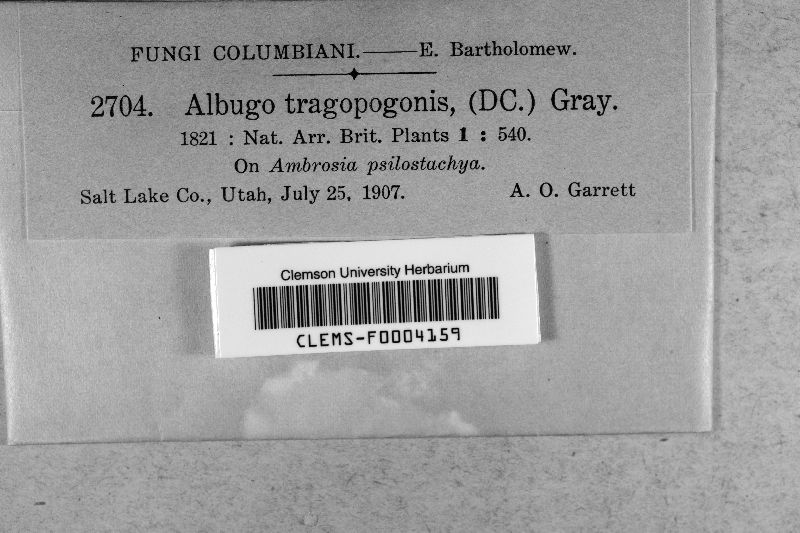 FUNGI COLUMBIANI.——E. Bartholomew.
2704. Albugo tragopogonis, (DC.) Gray.
1821 : Nat. Arr. Brit. Plants 1 : 540.
On Ambrosia psilostachya.
Salt Lake Co., Utah, July 25, 1907. A. O. Garrett
Clemson University Herbarium
CLEMS-F0004159